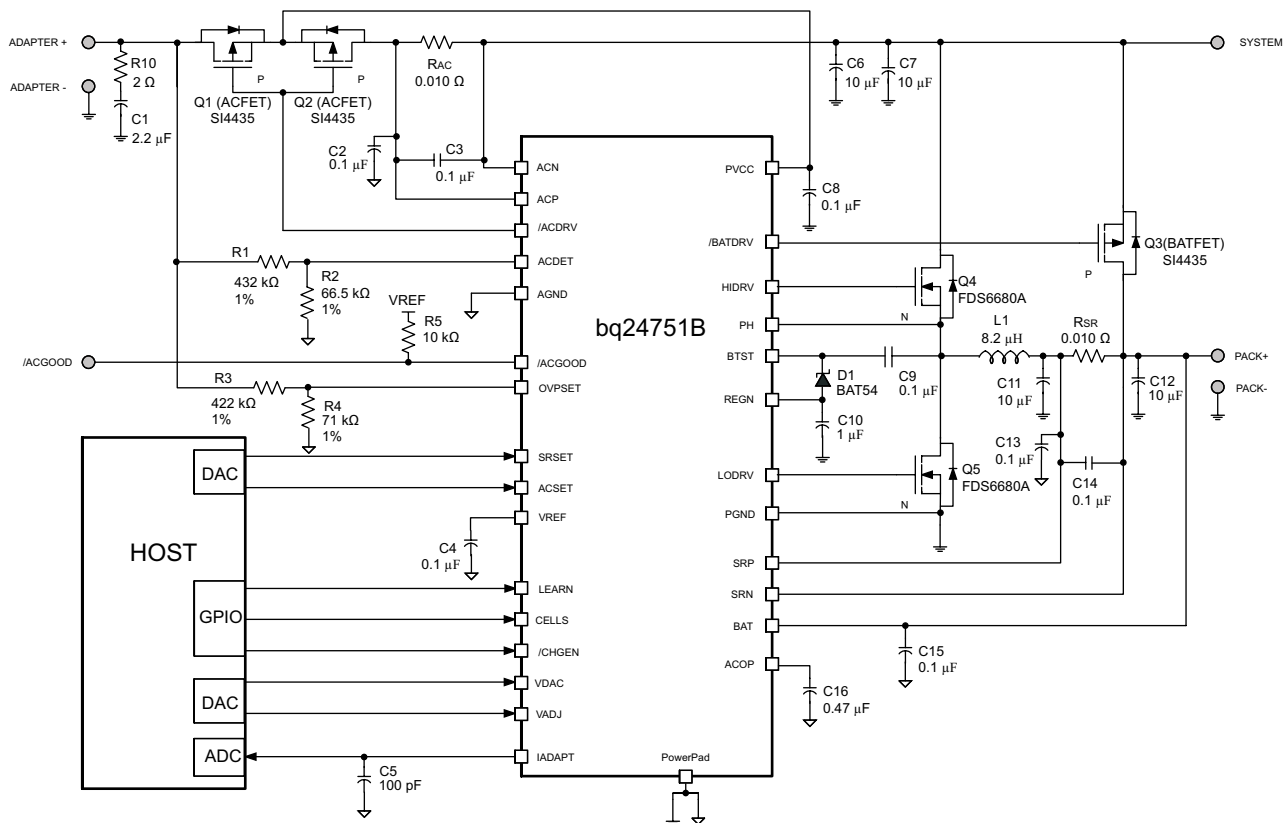 ADAPTER +
ADAPTER -
R10
2 Ω
C1
2.2 µF
P
Q1 (ACFET)
SI4435
P
Q2 (ACFET)
SI4435
RAC
0.010 Ω
C6
10 µF
C7
10 µF
SYSTEM
C2
0.1 µF
C3
0.1 µF
C8
0.1 µF
bq24751B
ACN
ACP
/ACDRV
ACDET
AGND
/ACGOOD
OVPSET
SRSET
ACSET
VREF
LEARN
CELLS
/CHGEN
VDAC
VADJ
IADAPT
PVCC
/BATDRV
HIDRV
PH
BTST
REGN
LODRV
PGND
SRP
SRN
BAT
ACOP
PowerPad
R1
432 kΩ
1%
R2
66.5 kΩ
1%
VREF
R5
10 kΩ
/ACGOOD
R3
422 kΩ
1%
R4
71 kΩ
1%
HOST
DAC
GPIO
DAC
ADC
C4
0.1 µF
C5
100 pF
Q3(BATFET)
SI4435
P
Q4
FDS6680A
N
L1
8.2 µH
RSR
0.010 Ω
PACK+
PACK-
D1
BAT54
C9
0.1 µF
C10
1 µF
C11
10 µF
C12
10 µF
C13
0.1 µF
C14
0.1 µF
Q5
FDS6680A
N
C15
0.1 µF
C16
0.47 µF